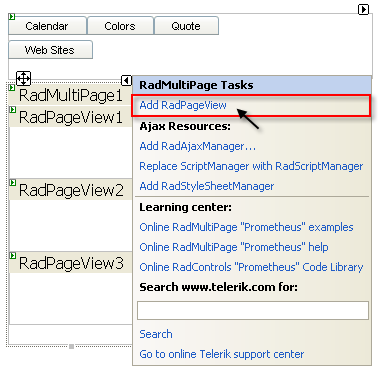 Calendar Colors Quote
Web Sites
RadMultiPage1
RadPageView1
RadPageView2
RadPageView3
RadMultiPage Tasks
Add RadPageView
Ajax Resources:
Add RadAjaxManager...
Replace ScriptManager with RadScriptManager
Add RadStyleSheetManager
Learning center:
Online RadMultiPage "Prometheus" examples
Online RadMultiPage "Prometheus" help
Online RadControls "Prometheus" Code Library
Search www.telerik.com for:
Search
Go to online Telerik support center